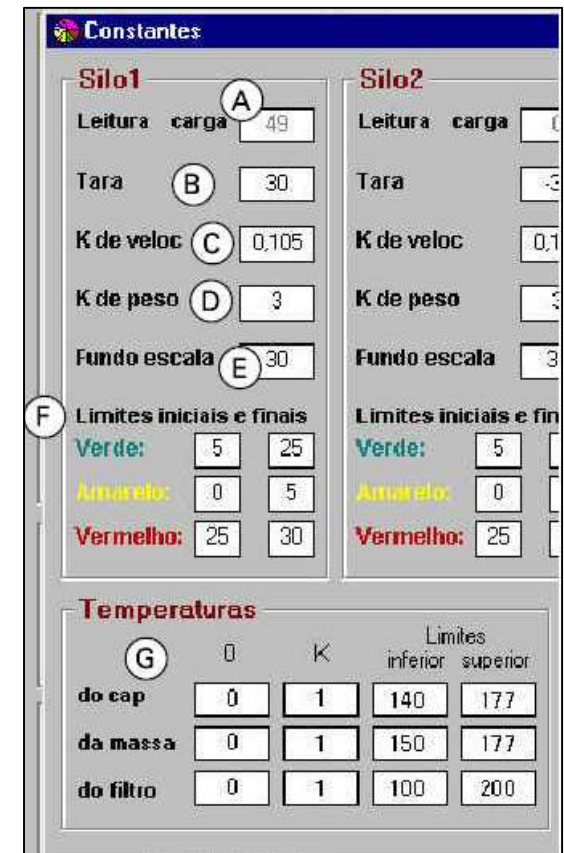 Constantes
Silo1
Leitura carga A 49
Tara B 30
K de veloc C 0,105
K de peso D 3
Fundo escala E 30
F Limites iniciais e finais
Verde: 5 25
Amarelo: 0 5
Vermelho: 25 30
Silo2
Leitura carga
Tara
K de veloc
K de peso
Fundo escala
Limites iniciais e fin
Verde: 5
Amarelo: 0
Vermelho: 25
Temperaturas
Limites
G 0 K inferior superior
do cap 0 1 140 177
da massa 0 1 150 177
do filtro 0 1 100 200